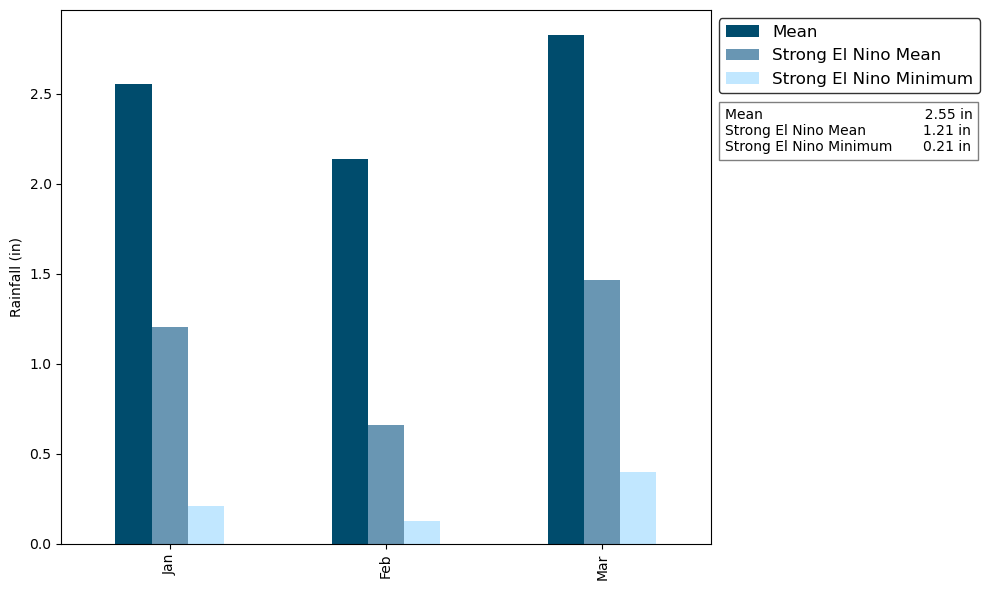 Mean
Strong El Nino Mean
Strong El Nino Minimum
Mean 2.55 in
Strong El Nino Mean 1.21 in
Strong El Nino Minimum 0.21 in
Rainfall (in)
2.5
2.0
1.5
1.0
0.5
0.0
Jan
Feb
Mar